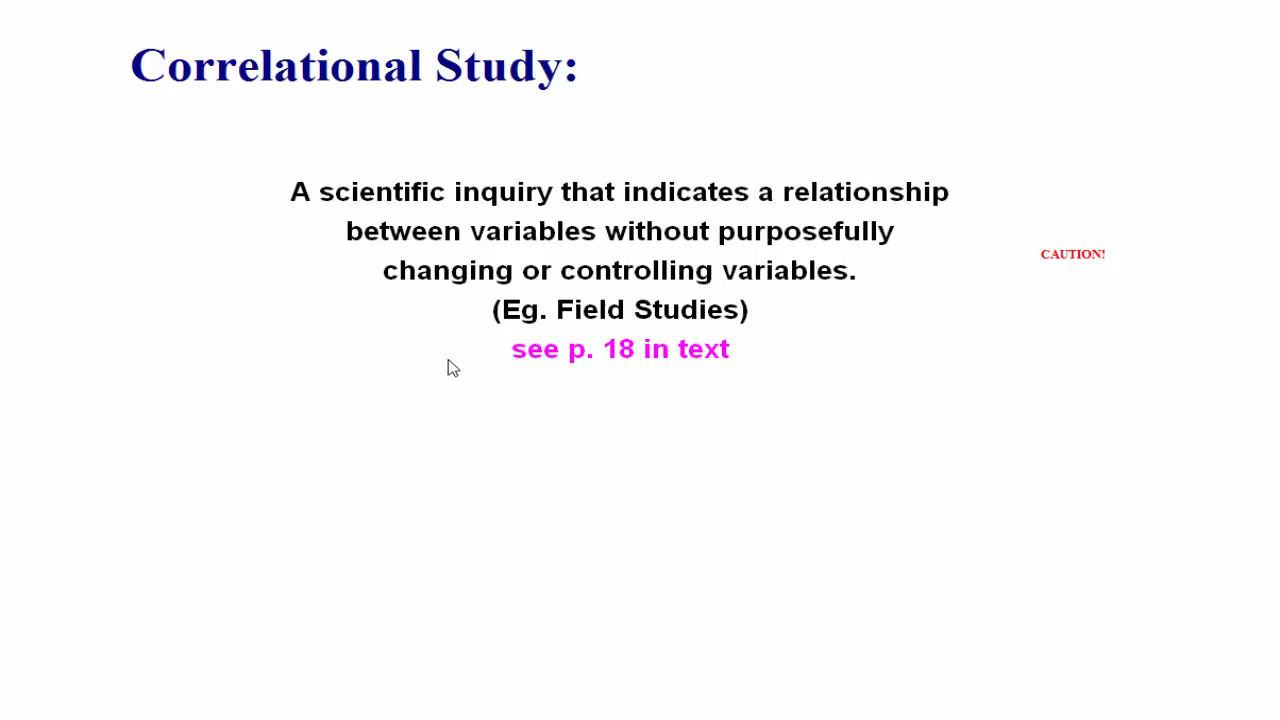 Correlational Study:
A scientific inquiry that indicates a relationship
between variables without purposefully
CAUTION!
changing or controlling variables.
(Eg. Field Studies)
see p. 18 in text